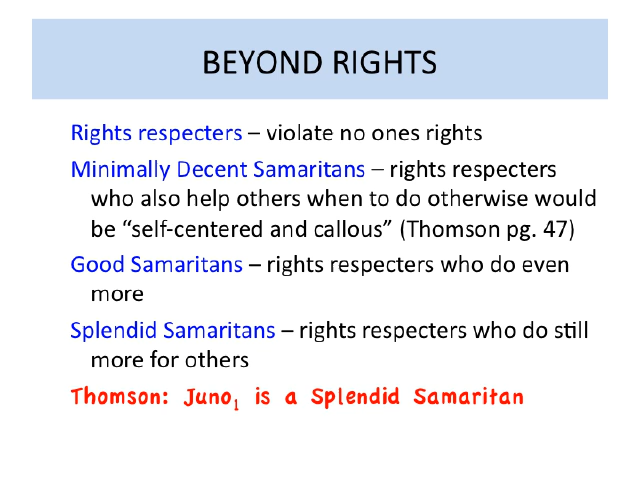 BEYOND RIGHTS
Rights respecters – violate no ones rights
Minimally Decent Samaritans – rights respecters
who also help others when to do otherwise would
be “self-centered and callous” (Thomson pg. 47)
Good Samaritans – rights respecters who do even
more
Splendid Samaritans – rights respecters who do still
more for others
Thomson: Juno₁ is a Splendid Samaritan